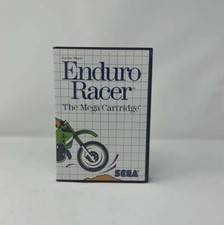 Enduro
Racer
The Mega Cartridge
SEGA